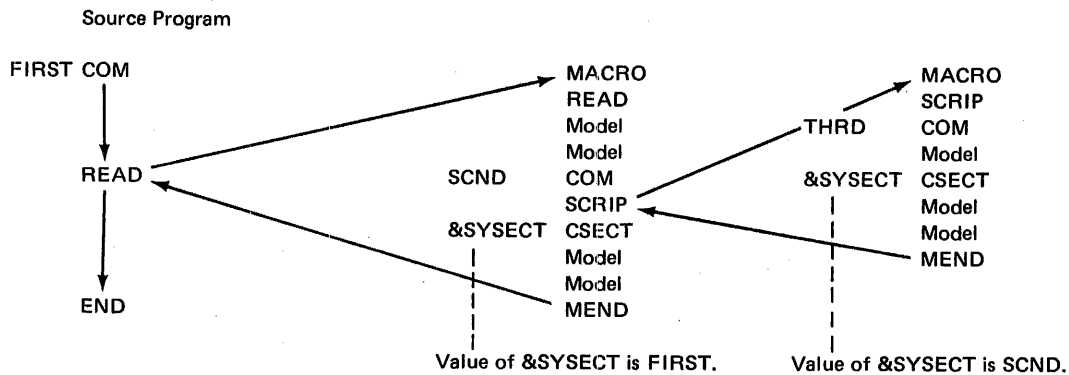 Source Program
FIRST COM
READ
END
MACRO
READ
Model
Model
SCND COM
SCRIP
&SYSECT CSECT
Model
Model
MEND
Value of &SYSECT is FIRST.
MACRO
SCRIP
THRD COM
Model
&SYSECT CSECT
Model
Model
MEND
Value of &SYSECT is SCND.